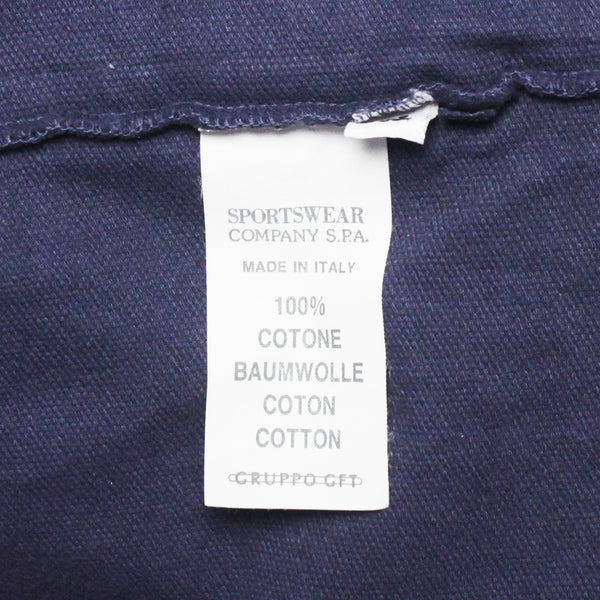 SPORTSWEAR
COMPANY S.P.A.
MADE IN ITALY
100%
COTONE
BAUMWOLLE
COTON
COTTON
GRUPPO GFT